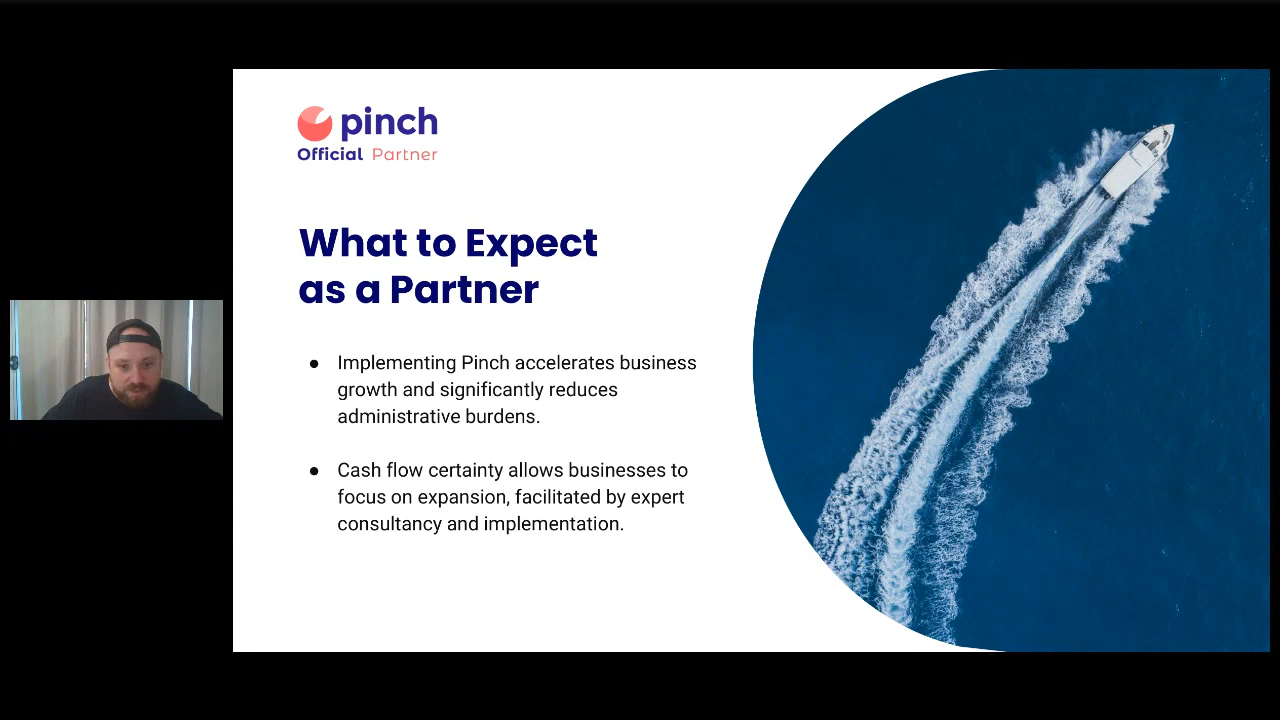 pinch
Official Partner
What to Expect
as a Partner
● Implementing Pinch accelerates business
growth and significantly reduces
administrative burdens.
● Cash flow certainty allows businesses to
focus on expansion, facilitated by expert
consultancy and implementation.